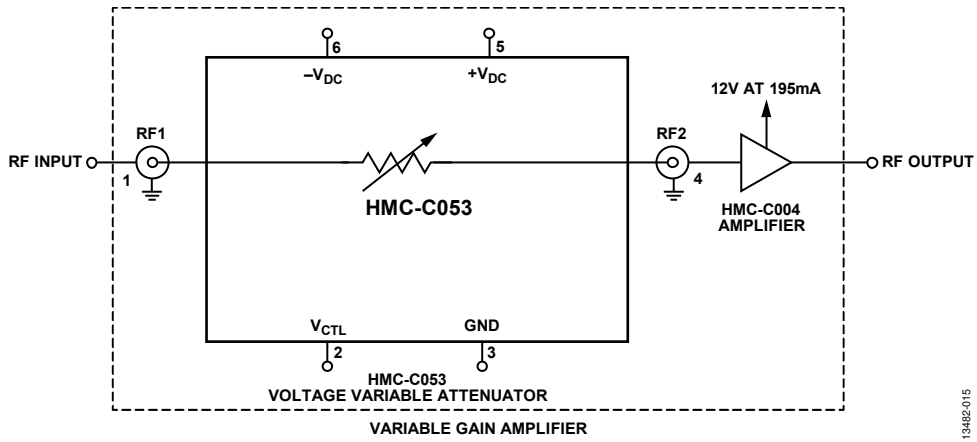 6
5
–VDC
+VDC
12V AT 195mA
RF1
RF2
RF INPUT
1
4
RF OUTPUT
HMC-C053
HMC-C004
AMPLIFIER
VCTL
GND
2
3
HMC-C053
VOLTAGE VARIABLE ATTENUATOR
VARIABLE GAIN AMPLIFIER
13482-015